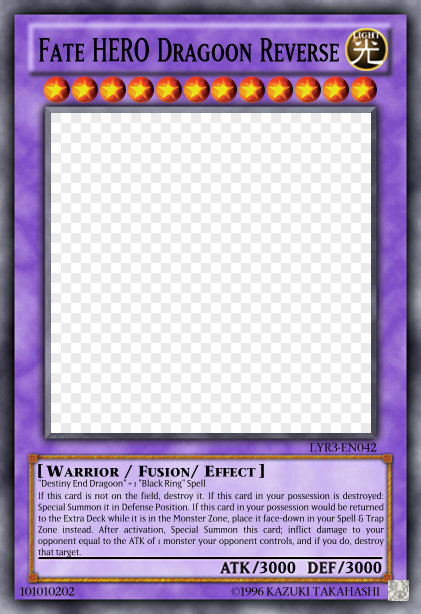 Fate HERO Dragoon Reverse
LIGHT
光
LYR3-EN042
[ Warrior / Fusion/ Effect ]
"Destiny End Dragoon" + 1 "Black Ring" Spell
If this card is not on the field, destroy it. If this card in your possession is destroyed:
Special Summon it in Defense Position. If this card in your possession would be returned
to the Extra Deck while it is in the Monster Zone, place it face-down in your Spell & Trap
Zone instead. After activation, Special Summon this card; inflict damage to your
opponent equal to the ATK of 1 monster your opponent controls, and if you do, destroy
that target.
ATK/3000 DEF/3000
101010202
©1996 KAZUKI TAKAHASHI